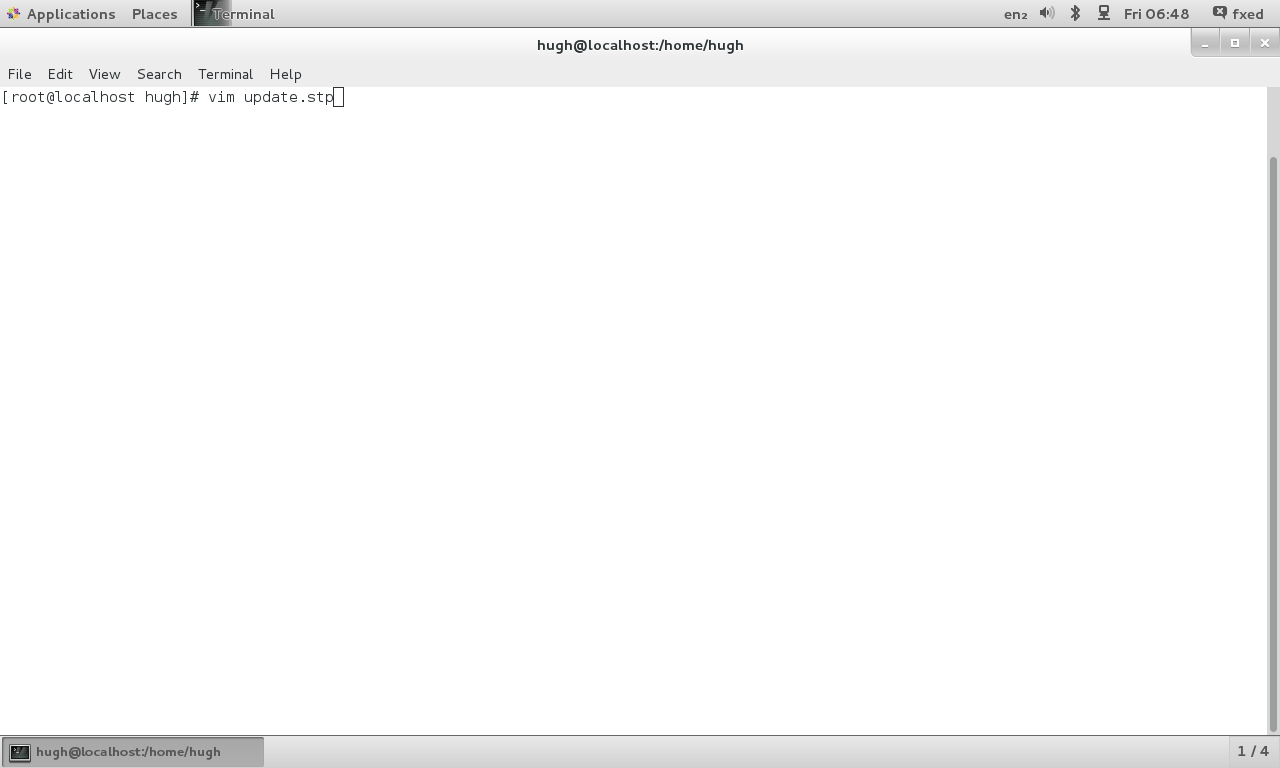 Applications Places Terminal en₂ Fri 06:48 fxed
hugh@localhost:/home/hugh
File Edit View Search Terminal Help
[root@localhost hugh]# vim update.stp
hugh@localhost:/home/hugh 1 / 4